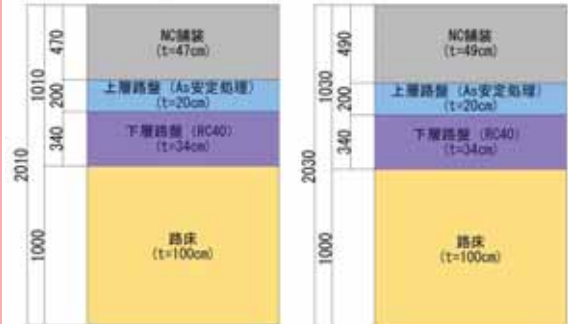 2010
1010
470
200
340
1000
NC舗装
(t=47cm)
上層路盤 (As安定処理)
(t=20cm)
下層路盤 (RC40)
(t=34cm)
路床
(t=100cm)
2030
1030
490
200
340
1000
NC舗装
(t=49cm)
上層路盤 (As安定処理)
(t=20cm)
下層路盤 (RC40)
(t=34cm)
路床
(t=100cm)